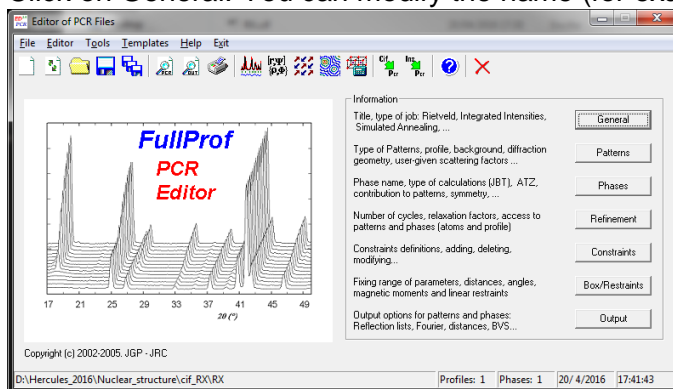 Click on General. You can modify the name (for exa
Editor of PCR Files
File Editor Tools Templates Help Exit
Information
Title, type of job: Rietveld, Integrated Intensities,
Simulated Annealing, ...
General
FullProf
PCR
Editor
Type of Patterns, profile, background, diffraction
geometry, user-given scattering factors ...
Patterns
Phase name, type of calculations (JBT), ATZ,
contribution to patterns, symmetry, ...
Phases
Number of cycles, relaxation factors, access to
patterns and phases (atoms and profile)
Refinement
Constraints definitions, adding, deleting,
modifying...
Constraints
Fixing range of parameters, distances, angles,
magnetic moments and linear restraints
Box/Restraints
17 21 25 29 33 37 41 45 49
2θ (°)
Output options for patterns and phases:
Reflection lists, Fourier, distances, BVS...
Output
Copyright (c) 2002-2005. JGP - JRC
D:\Hercules_2016\Nuclear_structure\cif_RX\RX Profiles: 1 Phases: 1 20/ 4/2016 17:41:43